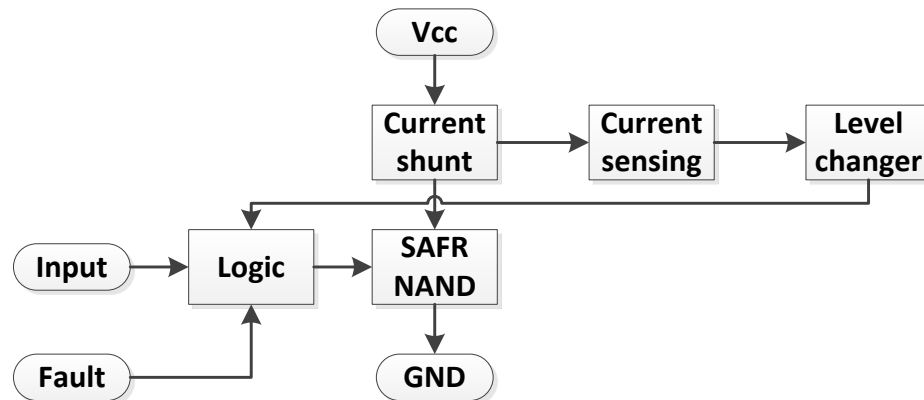 Vcc
Current
shunt
Current
sensing
Level
changer
Input
Logic
SAFR
NAND
Fault
GND